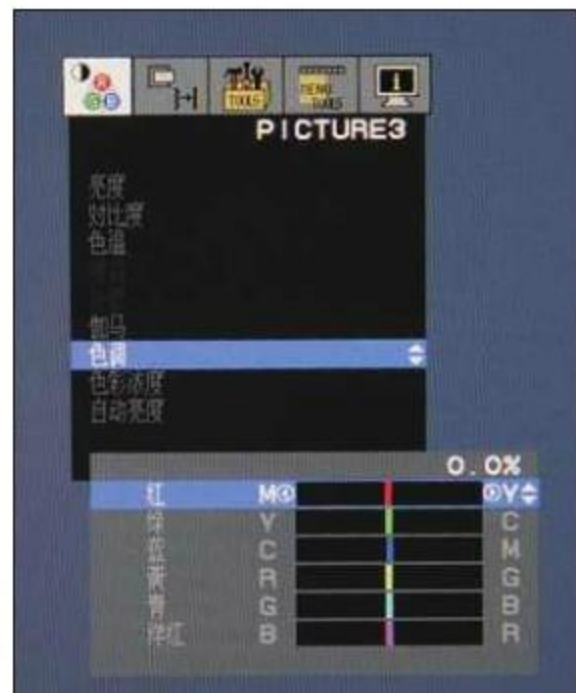 TOOLS
MENU TOOLS
PICTURE3
亮度
对比度
色温
伽马
色调
色彩浓度
自动亮度
0.0%
红 M Y
绿 Y C
蓝 C M
黄 R G
青 G B
洋红 B R